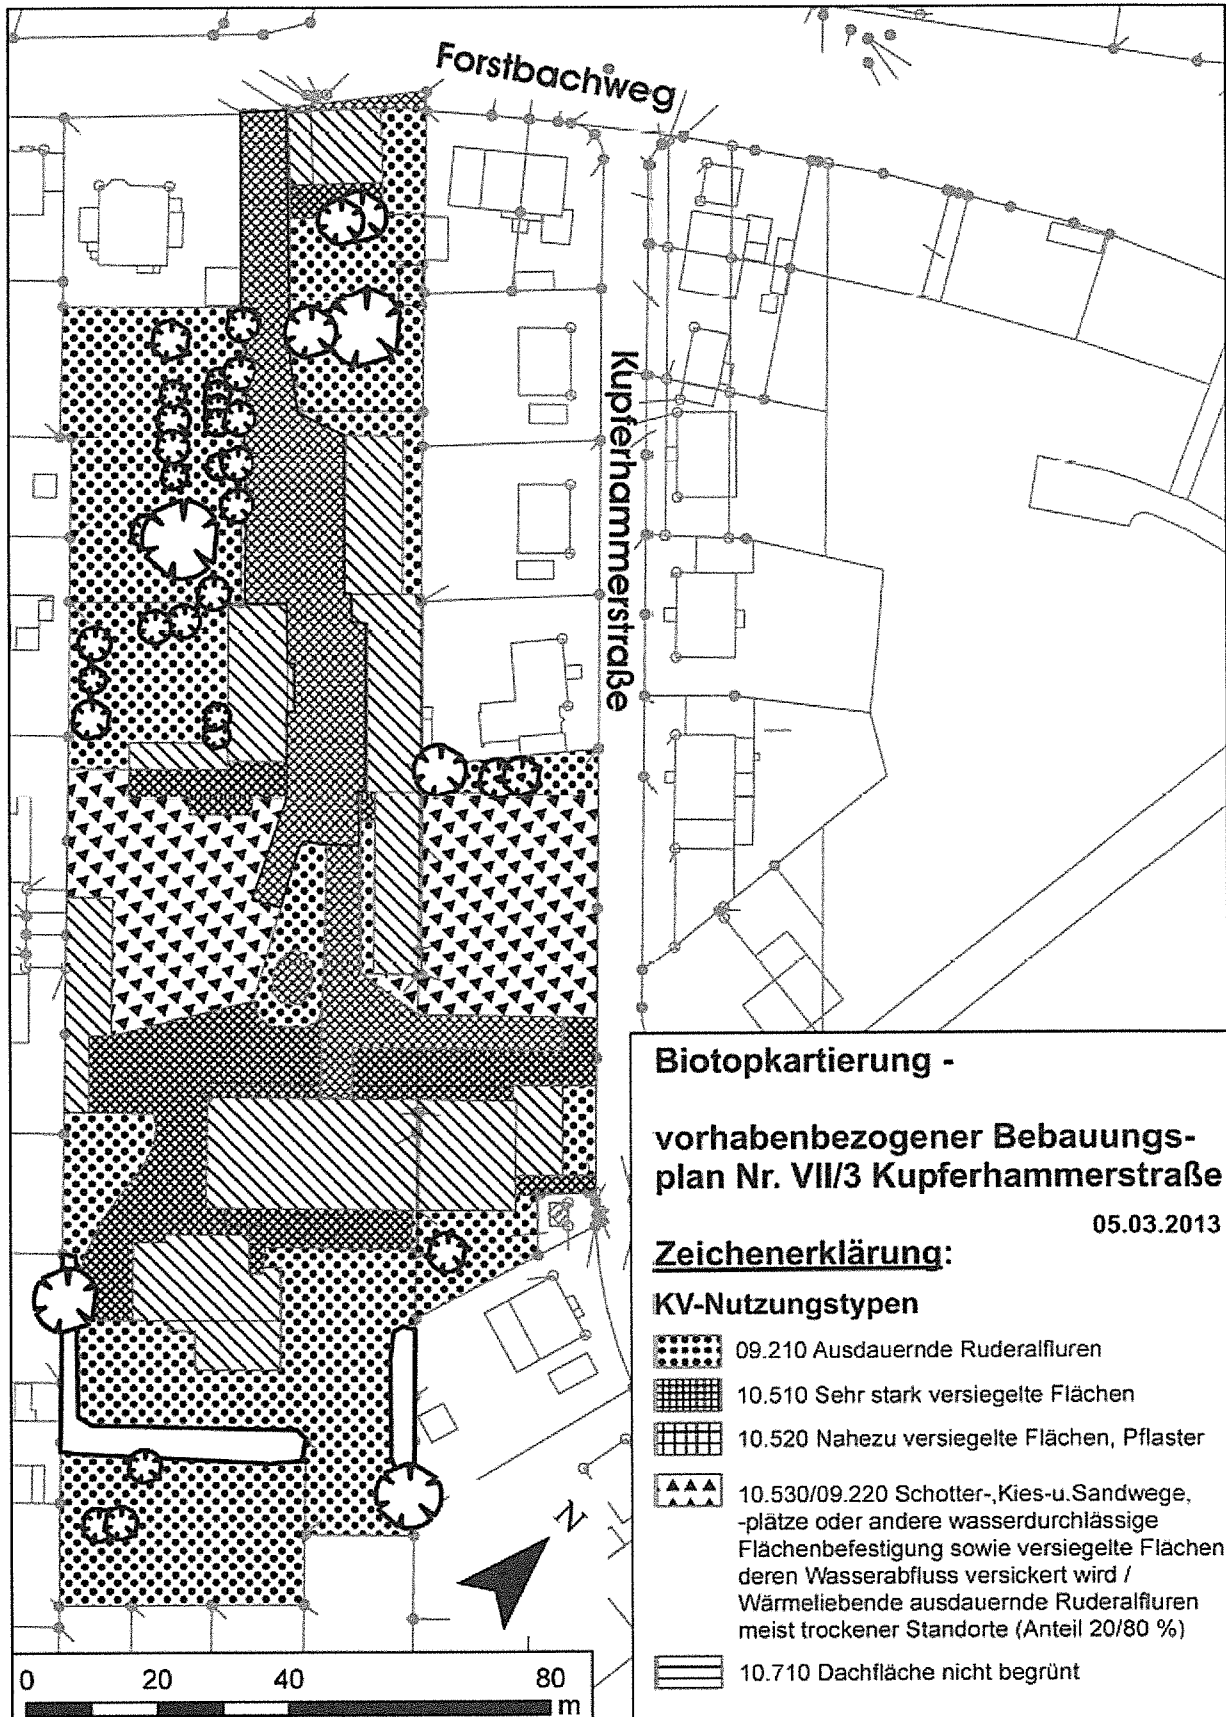 Forstbachweg
Kupferhammerstraße
Biotopkartierung -
vorhabenbezogener Bebauungs-
plan Nr. VII/3 Kupferhammerstraße
05.03.2013
Zeichenerklärung:
KV-Nutzungstypen
09.210 Ausdauernde Ruderalfluren
10.510 Sehr stark versiegelte Flächen
10.520 Nahezu versiegelte Flächen, Pflaster
10.530/09.220 Schotter-,Kies-u.Sandwege,
-plätze oder andere wasserdurchlässige
Flächenbefestigung sowie versiegelte Flächen
deren Wasserabfluss versickert wird /
Wärmeliebende ausdauernde Ruderalfluren
meist trockener Standorte (Anteil 20/80 %)
10.710 Dachfläche nicht begrünt
N
0 20 40 80
m